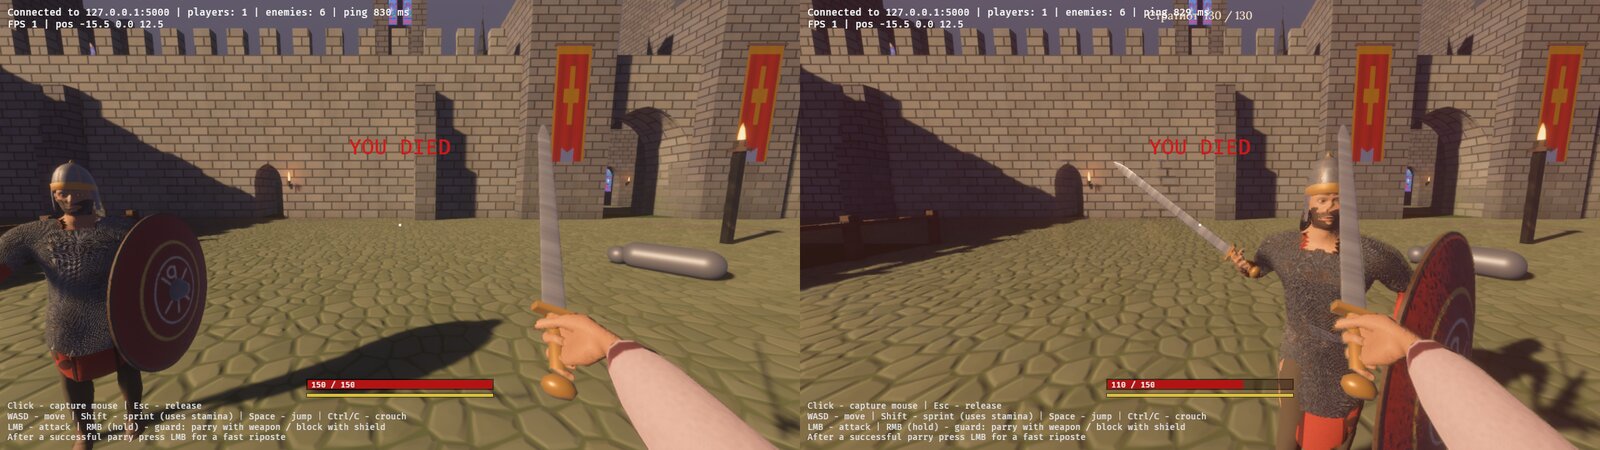 Connected to 127.0.0.1:5000 | players: 1 | enemies: 6 | ping 830 ms
FPS 1 | pos -15.5 0.0 12.5
YOU DIED
150 / 150
Click - capture mouse | Esc - release
WASD - move | Shift - sprint (uses stamina) | Space - jump | Ctrl/C - crouch
LMB - attack | RMB (hold) - guard: parry with weapon / block with shield
After a successful parry press LMB for a fast riposte
Connected to 127.0.0.1:5000 | players: 1 | enemies: 6 | ping 829 ms
130 / 130
FPS 1 | pos -15.5 0.0 12.5
YOU DIED
110 / 150
Click - capture mouse | Esc - release
WASD - move | Shift - sprint (uses stamina) | Space - jump | Ctrl/C - crouch
LMB - attack | RMB (hold) - guard: parry with weapon / block with shield
After a successful parry press LMB for a fast riposte